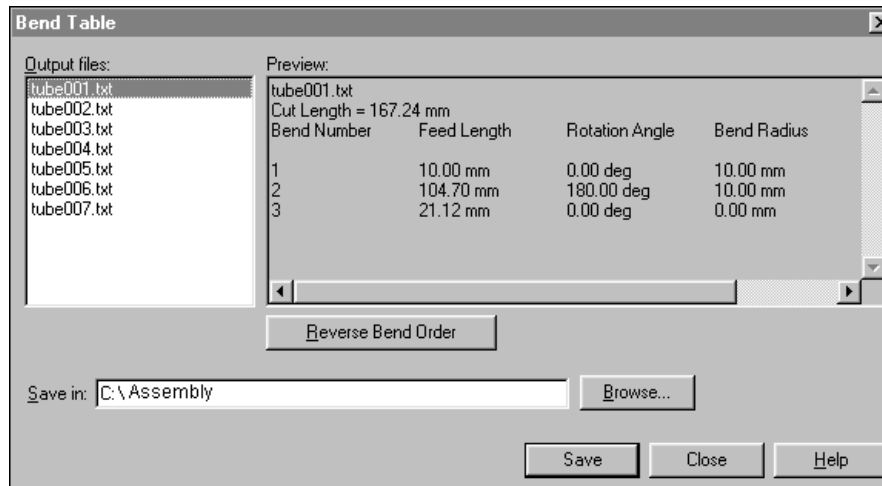 Bend Table
Output files:
tube001.txt
tube002.txt
tube003.txt
tube004.txt
tube005.txt
tube006.txt
tube007.txt
Preview:
tube001.txt
Cut Length = 167.24 mm
Bend Number Feed Length Rotation Angle Bend Radius
1 10.00 mm 0.00 deg 10.00 mm
2 104.70 mm 180.00 deg 10.00 mm
3 21.12 mm 0.00 deg 0.00 mm
Reverse Bend Order
Save in: C:\Assembly Browse...
Save Close Help